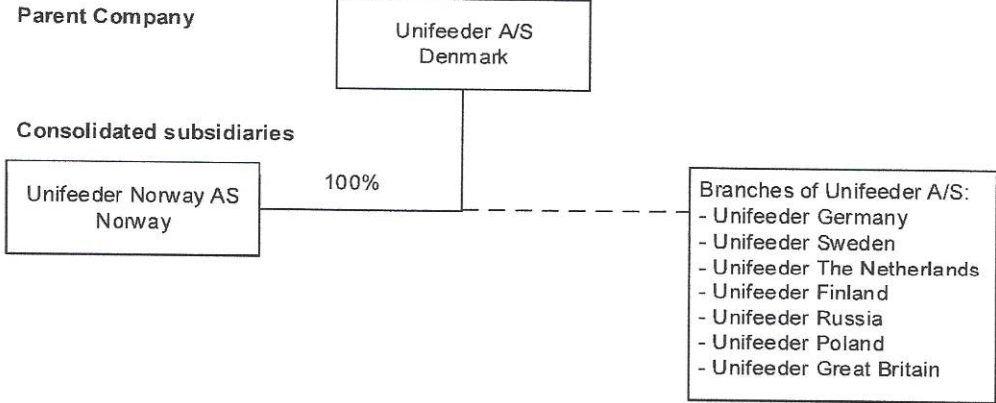 Parent Company
Unifeeder A/S
Denmark
Consolidated subsidiaries
Unifeeder Norway AS
Norway
100%
Branches of Unifeeder A/S:
- Unifeeder Germany
- Unifeeder Sweden
- Unifeeder The Netherlands
- Unifeeder Finland
- Unifeeder Russia
- Unifeeder Poland
- Unifeeder Great Britain